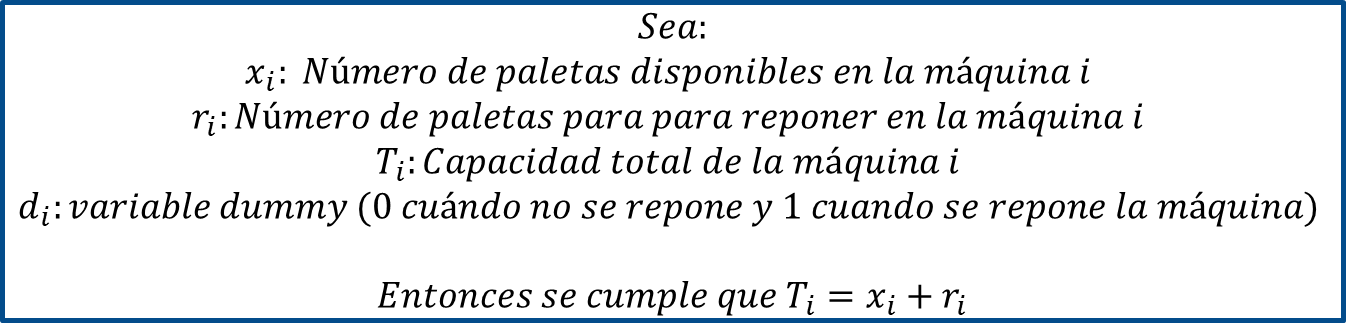 Sea:
xᵢ: Número de paletas disponibles en la máquina i
rᵢ: Número de paletas para para reponer en la máquina i
Tᵢ: Capacidad total de la máquina i
dᵢ: variable dummy (0 cuándo no se repone y 1 cuando se repone la máquina)
Entonces se cumple que Tᵢ = xᵢ + rᵢ